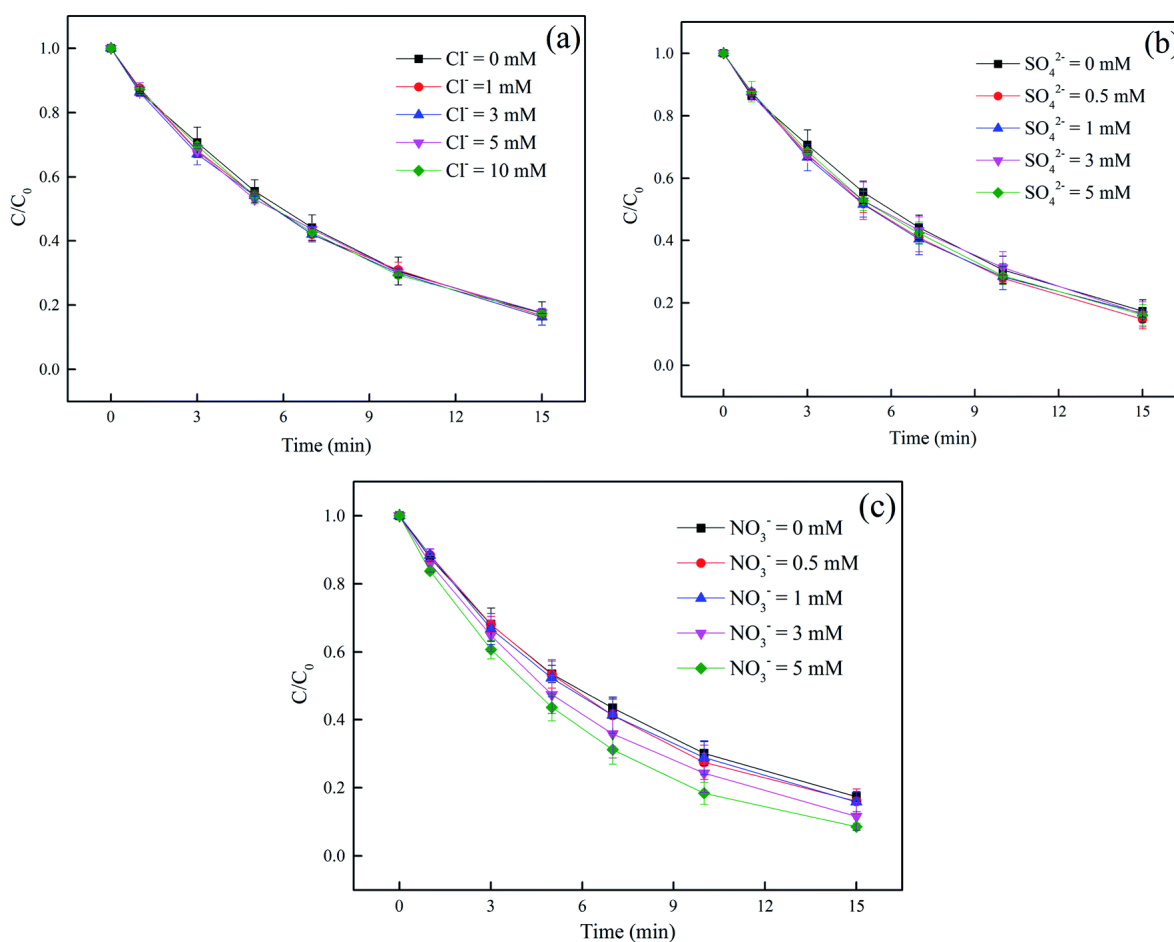 (a)
Cl⁻ = 0 mM
Cl⁻ = 1 mM
Cl⁻ = 3 mM
Cl⁻ = 5 mM
Cl⁻ = 10 mM
1.0
0.8
0.6
0.4
0.2
0.0
C/C₀
0 3 6 9 12 15
Time (min)
(b)
SO₄²⁻ = 0 mM
SO₄²⁻ = 0.5 mM
SO₄²⁻ = 1 mM
SO₄²⁻ = 3 mM
SO₄²⁻ = 5 mM
1.0
0.8
0.6
0.4
0.2
0.0
C/C₀
0 3 6 9 12 15
Time (min)
(c)
NO₃⁻ = 0 mM
NO₃⁻ = 0.5 mM
NO₃⁻ = 1 mM
NO₃⁻ = 3 mM
NO₃⁻ = 5 mM
1.0
0.8
0.6
0.4
0.2
0.0
C/C₀
0 3 6 9 12 15
Time (min)